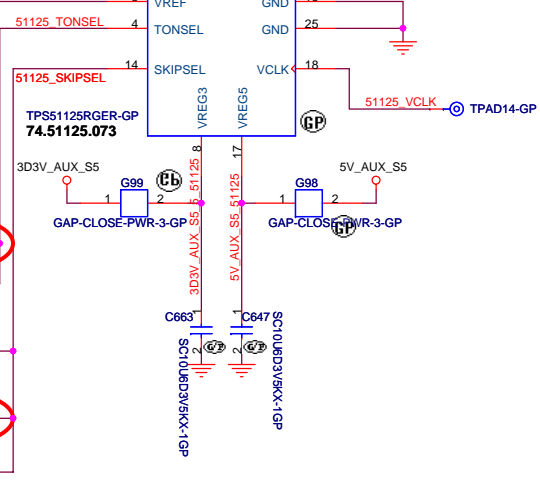 VREF
GND
51125_TONSEL
4
TONSEL
GND
25
14
SKIPSEL
VCLK
18
51125_SKIPSEL
51125_VCLK
TPAD14-GP
TPS51125RGER-GP
74.51125.073
VREG3
VREG5
GP
8
17
3D3V_AUX_S5
5V_AUX_S5
G99
1
2
G98
1
2
GAP-CLOSE-PWR-3-GP
GAP-CLOSE-PWR-3-GP
GP
3D3V_AUX_S5_5_51125
5V_AUX_S5_51125
C663
1
2
C647
1
2
SC10U6D3V5KX-1GP
SC10U6D3V5KX-1GP